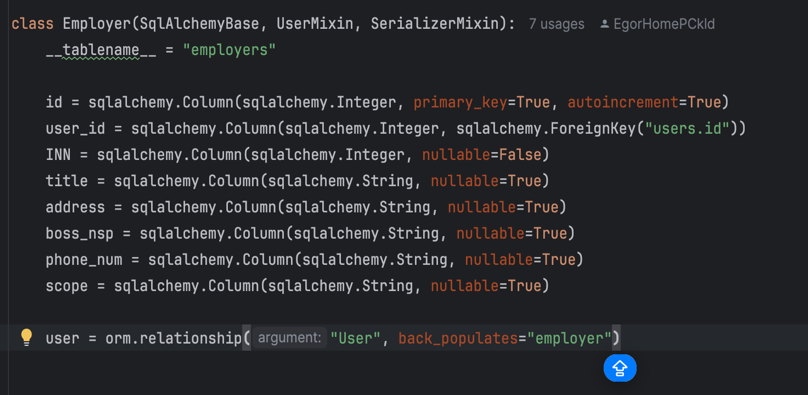 class Employer(SqlAlchemyBase, UserMixin, SerializerMixin): 7 usages EgorHomePCkld
__tablename__ = "employers"
id = sqlalchemy.Column(sqlalchemy.Integer, primary_key=True, autoincrement=True)
user_id = sqlalchemy.Column(sqlalchemy.Integer, sqlalchemy.ForeignKey("users.id"))
INN = sqlalchemy.Column(sqlalchemy.Integer, nullable=False)
title = sqlalchemy.Column(sqlalchemy.String, nullable=True)
address = sqlalchemy.Column(sqlalchemy.String, nullable=True)
boss_nsp = sqlalchemy.Column(sqlalchemy.String, nullable=True)
phone_num = sqlalchemy.Column(sqlalchemy.String, nullable=True)
scope = sqlalchemy.Column(sqlalchemy.String, nullable=True)
user = orm.relationship( argument: "User", back_populates="employer")